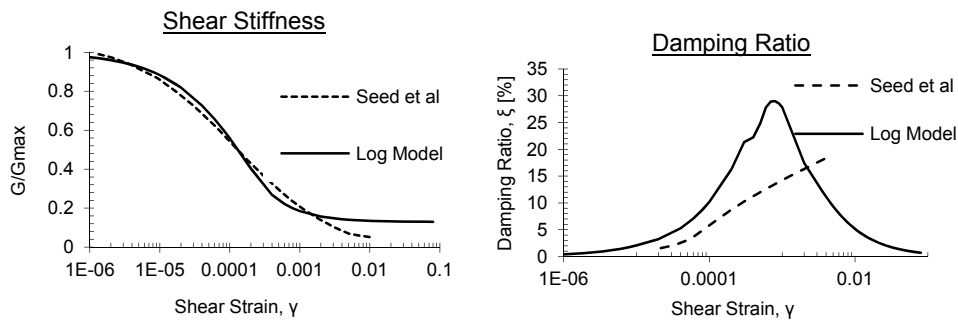 Shear Stiffness
G/Gmax
1
0.8
0.6
0.4
0.2
0
1E-06
1E-05
0.0001
0.001
0.01
0.1
Shear Strain, γ
Seed et al
Log Model
Damping Ratio
Damping Ratio, ξ [%]
35
30
25
20
15
10
5
0
1E-06
0.0001
0.01
Shear Strain, γ
Seed et al
Log Model